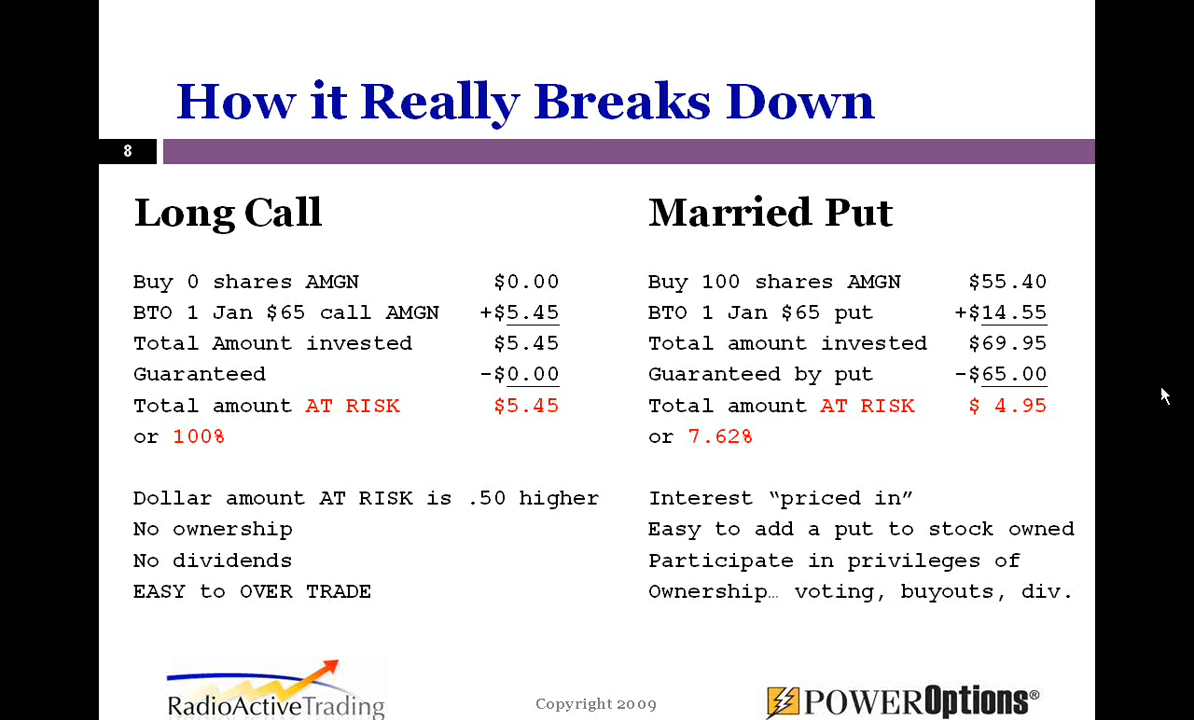 How it Really Breaks Down
8
Long Call
Buy 0 shares AMGN $0.00
BTO 1 Jan $65 call AMGN +$5.45
Total Amount invested $5.45
Guaranteed -$0.00
Total amount AT RISK $5.45
or 100%
Dollar amount AT RISK is .50 higher
No ownership
No dividends
EASY to OVER TRADE
Married Put
Buy 100 shares AMGN $55.40
BTO 1 Jan $65 put +$14.55
Total amount invested $69.95
Guaranteed by put -$65.00
Total amount AT RISK $ 4.95
or 7.62%
Interest “priced in”
Easy to add a put to stock owned
Participate in privileges of
Ownership… voting, buyouts, div.
RadioActiveTrading
Copyright 2009
POWEROptions®